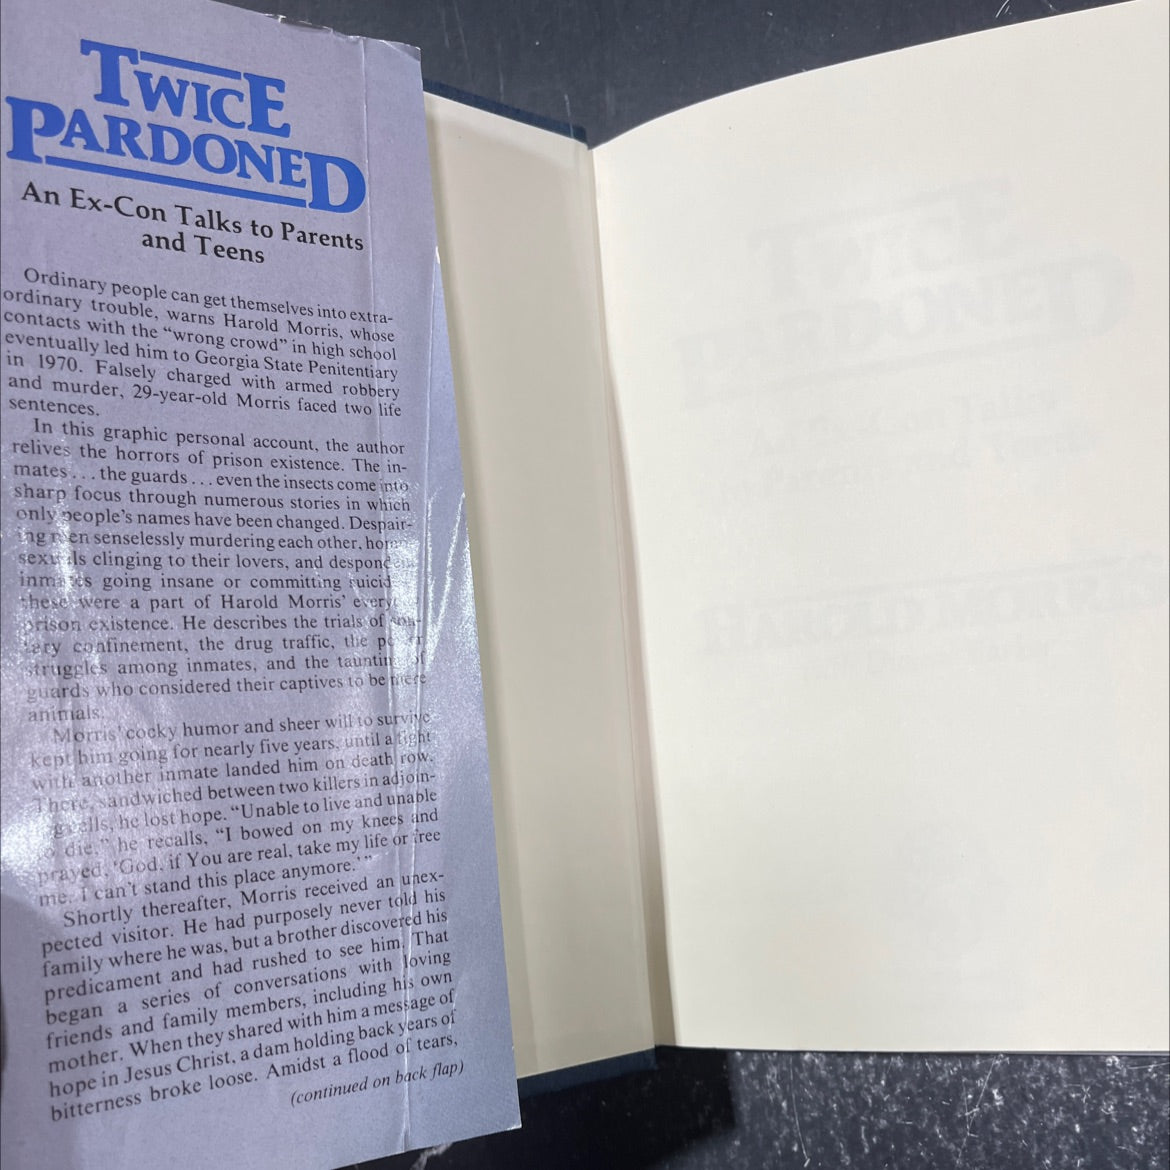 TWICE
PARDONED
An Ex-Con Talks to Parents
and Teens
Ordinary people can get themselves into extra-
ordinary trouble, warns Harold Morris, whose
contacts with the “wrong crowd” in high school
eventually led him to Georgia State Penitentiary
in 1970. Falsely charged with armed robbery
and murder, 29-year-old Morris faced two life
sentences.
In this graphic personal account, the author
relives the horrors of prison existence. The in-
mates . . . the guards . . . even the insects come into
sharp focus through numerous stories in which
only people’s names have been changed. Despair-
ing men senselessly murdering each other,
clinging to their lovers, and
inmates going insane or committing
these were a part of Harold Morris’
prison existence. He describes the trials of
confinement, the drug traffic, the
struggles among inmates, and the taunting of
guards who considered their captives to be mere
animals.
Morris’ cocky humor and sheer will to survive
kept him going for nearly five years, until a fight
with another inmate landed him on death row.
There, sandwiched between two killers in adjoin-
he lost hope. “Unable to live and unable
to die,” he recalls, “I bowed on my knees and
prayed, ‘God, if You are real, take my life or free
me. I can’t stand this place anymore.’ ”
Shortly thereafter, Morris received an unex-
pected visitor. He had purposely never told his
family where he was, but a brother discovered his
predicament and had rushed to see him. That
began a series of conversations with loving
friends and family members, including his own
mother. When they shared with him a message of
hope in Jesus Christ, a dam holding back years of
bitterness broke loose. Amidst a flood of tears,
(continued on back flap)